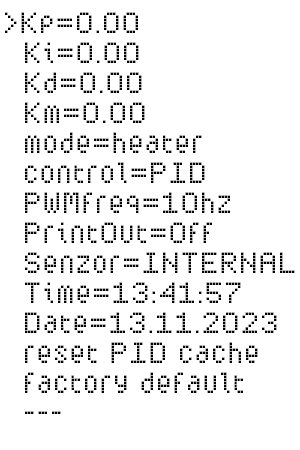 >Kp=0.00
Ki=0.00
Kd=0.00
Km=0.00
mode=heater
control=PID
PWMfreq=10hz
PrintOut=Off
Senzor=INTERNAL
Time=13:41:57
Date=13.11.2023
reset PID cache
factory default
---